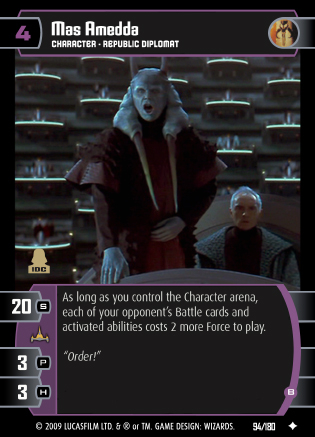 4
Mas Amedda
CHARACTER - REPUBLIC DIPLOMAT
IDC
20 S
As long as you control the Character arena,
each of your opponent's Battle cards and
activated abilities costs 2 more Force to play.
3 P
"Order!"
3 H
B
© 2009 LUCASFILM LTD. & ® or TM. GAME DESIGN: WIZARDS. 94/180